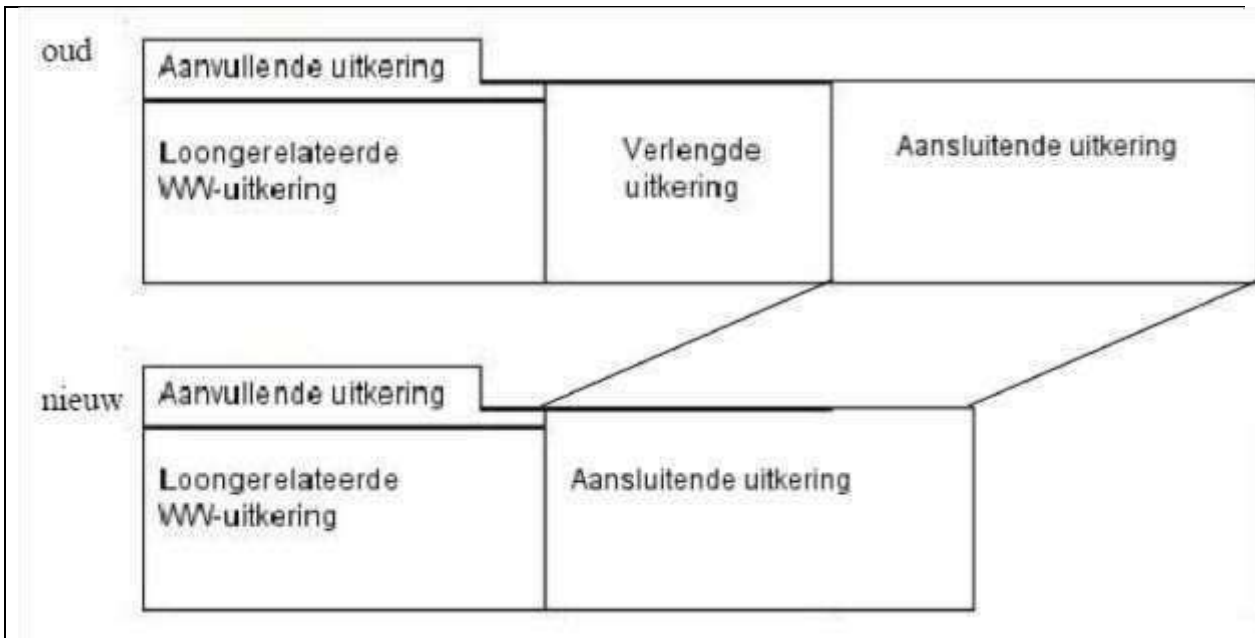 oud
Aanvullende uitkering
Loongerelateerde
WW-uitkering
Verlengde
uitkering
Aansluitende uitkering
nieuw
Aanvullende uitkering
Loongerelateerde
WW-uitkering
Aansluitende uitkering